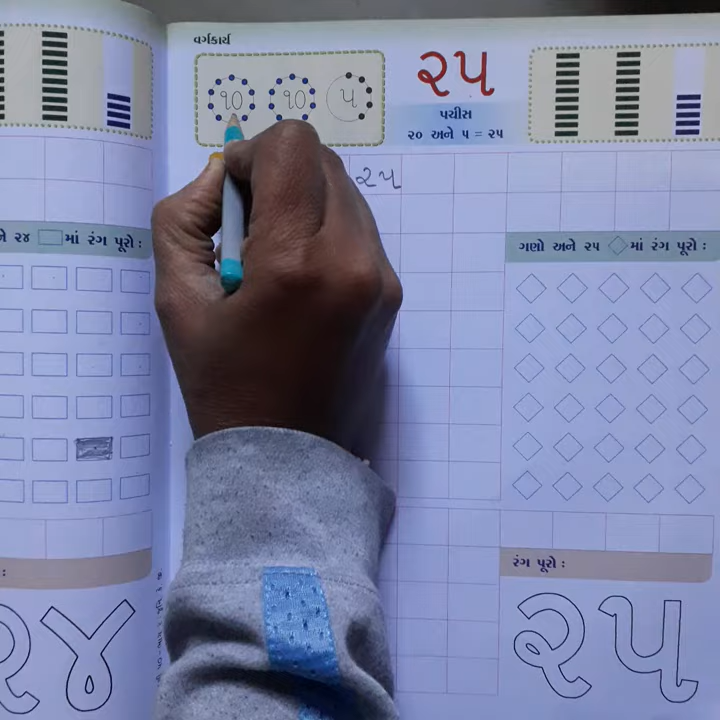 વર્ગકાર્ય
૧૦ ૧૦ ૫
૨૫
પચીસ
૨૦ અને ૫ = ૨૫
૨૫
૨૪ માં રંગ પૂરો :
ગણો અને ૨૫ માં રંગ પૂરો :
રંગ પૂરો :
૨૪
૨૫